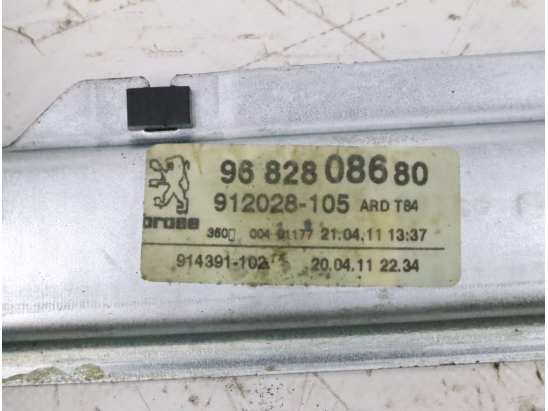 96 828 086 80
912028-105 ARD T84
brose
360 004 01177 21.04.11 13:37
914391-102 20.04.11 22.34